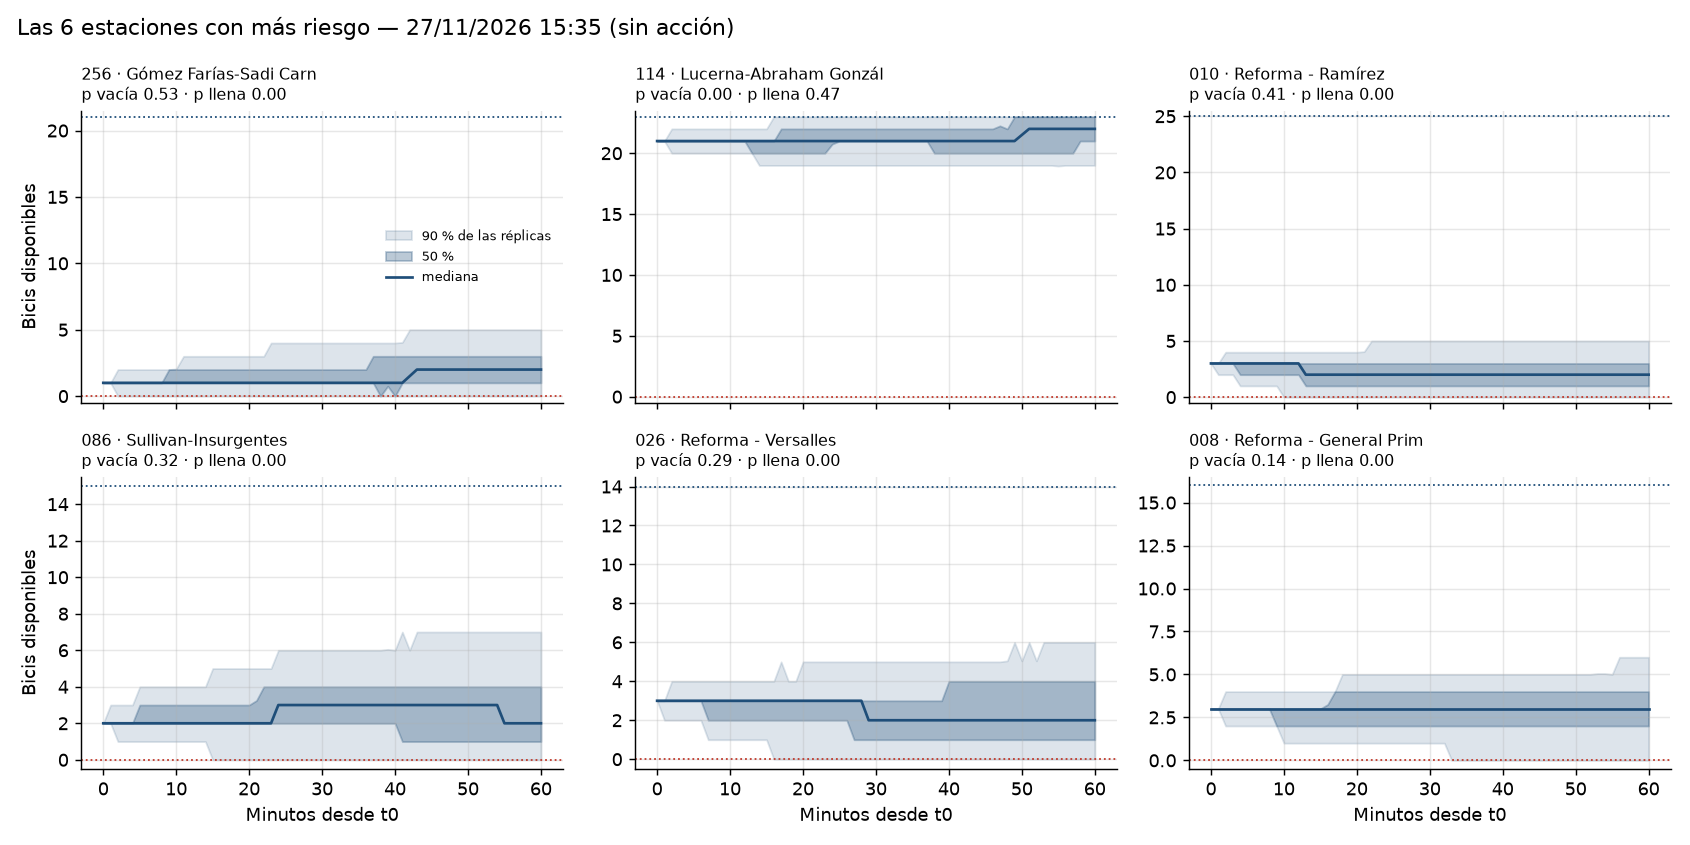 Las 6 estaciones con más riesgo — 27/11/2026 15:35 (sin acción)
256 · Gómez Farías-Sadi Carn
p vacía 0.53 · p llena 0.00
114 · Lucerna-Abraham Gonzál
p vacía 0.00 · p llena 0.47
010 · Reforma - Ramírez
p vacía 0.41 · p llena 0.00
Bicis disponibles
20
15
10
5
0
90 % de las réplicas
50 %
mediana
20
15
10
5
0
25
20
15
10
5
0
086 · Sullivan-Insurgentes
p vacía 0.32 · p llena 0.00
026 · Reforma - Versalles
p vacía 0.29 · p llena 0.00
008 · Reforma - General Prim
p vacía 0.14 · p llena 0.00
Bicis disponibles
14
12
10
8
6
4
2
0
0 10 20 30 40 50 60
Minutos desde t0
14
12
10
8
6
4
2
0
0 10 20 30 40 50 60
Minutos desde t0
15.0
12.5
10.0
7.5
5.0
2.5
0.0
0 10 20 30 40 50 60
Minutos desde t0